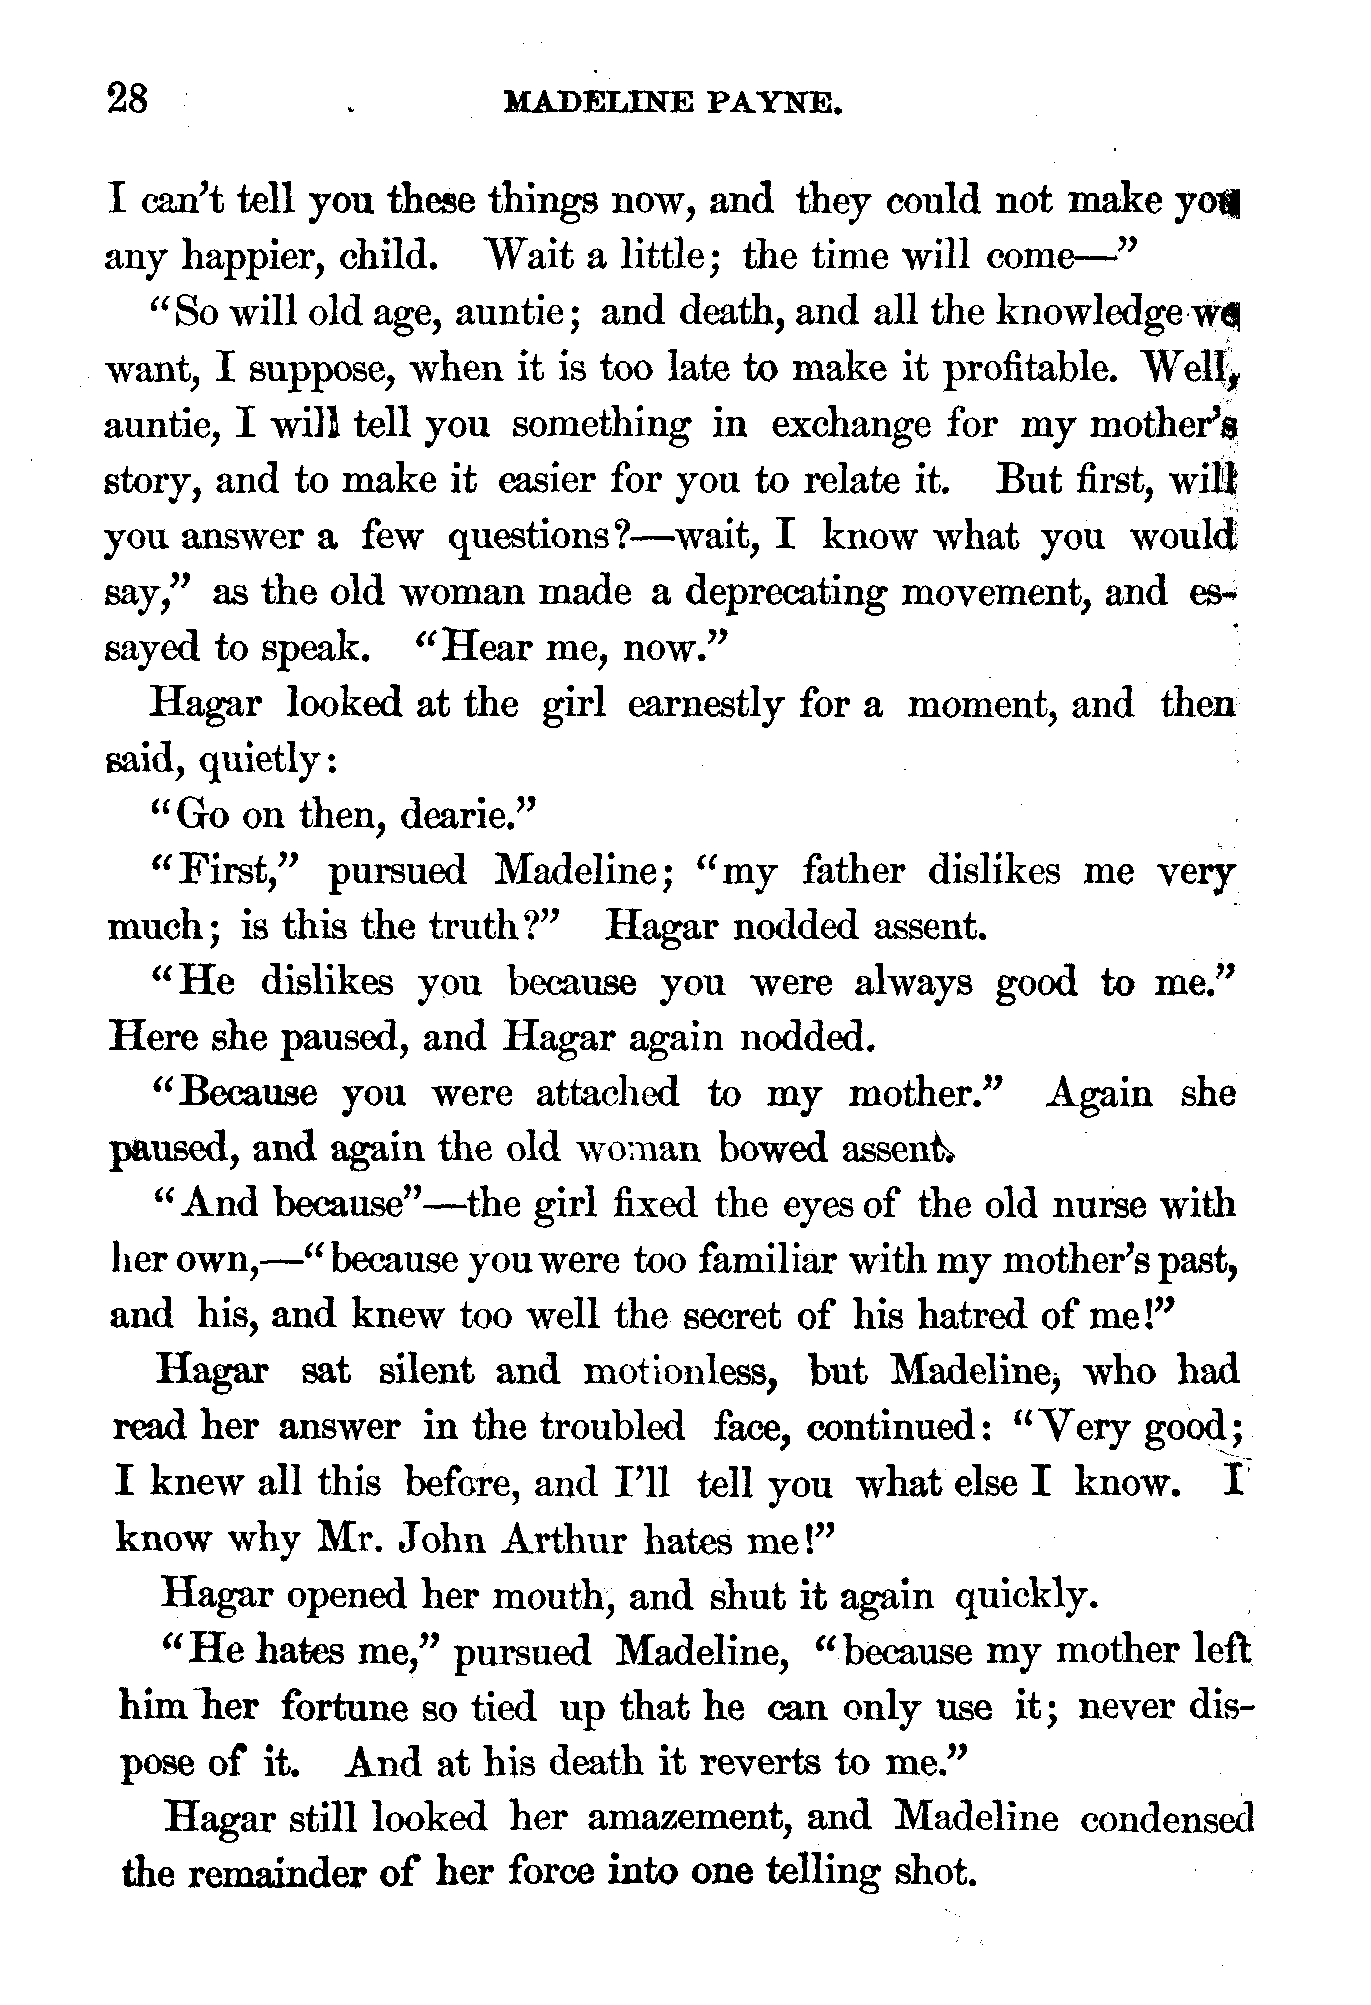 28 MADELINE PAYNE.
I can't tell you these things now, and they could not make you
any happier, child. Wait a little; the time will come—"
"So will old age, auntie; and death, and all the knowledge we
want, I suppose, when it is too late to make it profitable. Well,
auntie, I will tell you something in exchange for my mother's
story, and to make it easier for you to relate it. But first, will
you answer a few questions?—wait, I know what you would
say," as the old woman made a deprecating movement, and es-
sayed to speak. "Hear me, now."
Hagar looked at the girl earnestly for a moment, and then
said, quietly:
"Go on then, dearie."
"First," pursued Madeline; "my father dislikes me very
much; is this the truth?" Hagar nodded assent.
"He dislikes you because you were always good to me."
Here she paused, and Hagar again nodded.
"Because you were attached to my mother." Again she
paused, and again the old woman bowed assent.
"And because"—the girl fixed the eyes of the old nurse with
her own,—"because you were too familiar with my mother's past,
and his, and knew too well the secret of his hatred of me!"
Hagar sat silent and motionless, but Madeline, who had
read her answer in the troubled face, continued: "Very good;
I knew all this before, and I'll tell you what else I know. I
know why Mr. John Arthur hates me!"
Hagar opened her mouth, and shut it again quickly.
"He hates me," pursued Madeline, "because my mother left
him her fortune so tied up that he can only use it; never dis-
pose of it. And at his death it reverts to me."
Hagar still looked her amazement, and Madeline condensed
the remainder of her force into one telling shot.